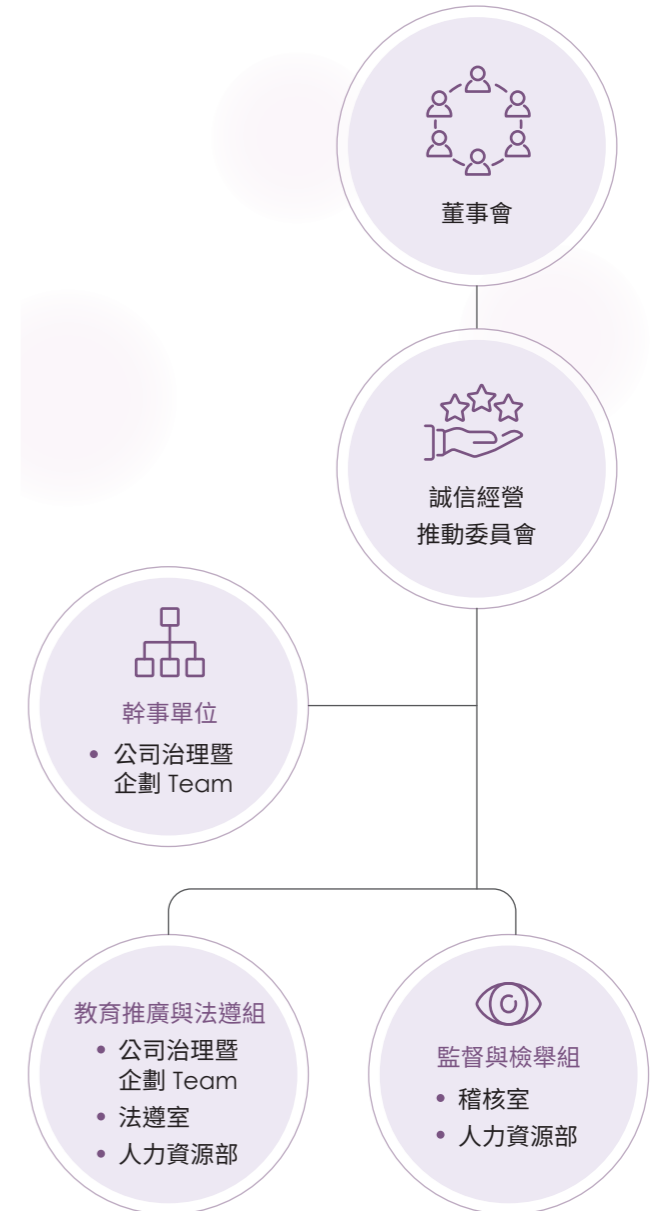 董事會
誠信經營
推動委員會
幹事單位
• 公司治理暨
企劃 Team
教育推廣與法遵組
• 公司治理暨
企劃 Team
• 法遵室
• 人力資源部
監督與檢舉組
• 稽核室
• 人力資源部